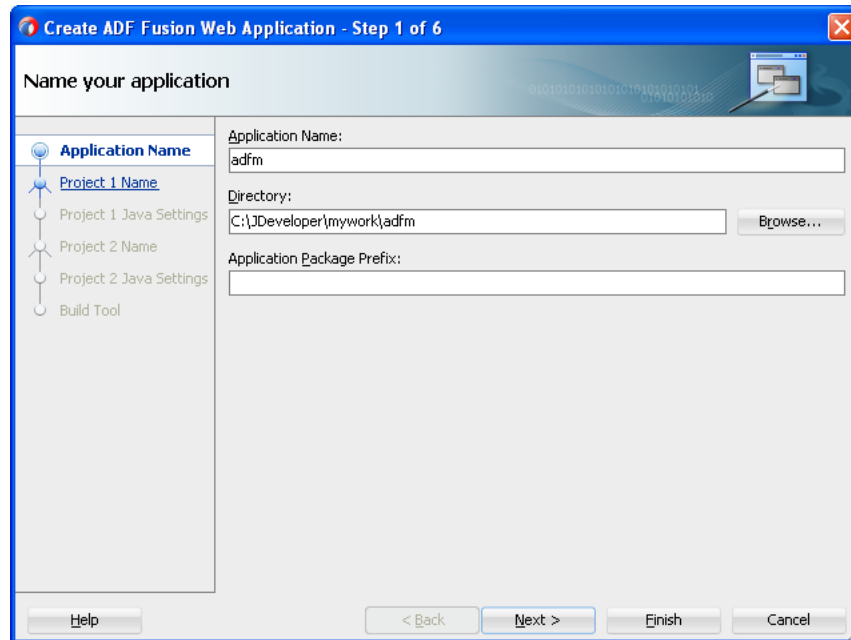 Create ADF Fusion Web Application - Step 1 of 6
Name your application
0101010101010101010101010101
01010101010
Application Name
Project 1 Name
Project 1 Java Settings
Project 2 Name
Project 2 Java Settings
Build Tool
Application Name:
adfm
Directory:
C:\JDeveloper\mywork\adfm
Browse...
Application Package Prefix:
Help
< Back
Next >
Finish
Cancel